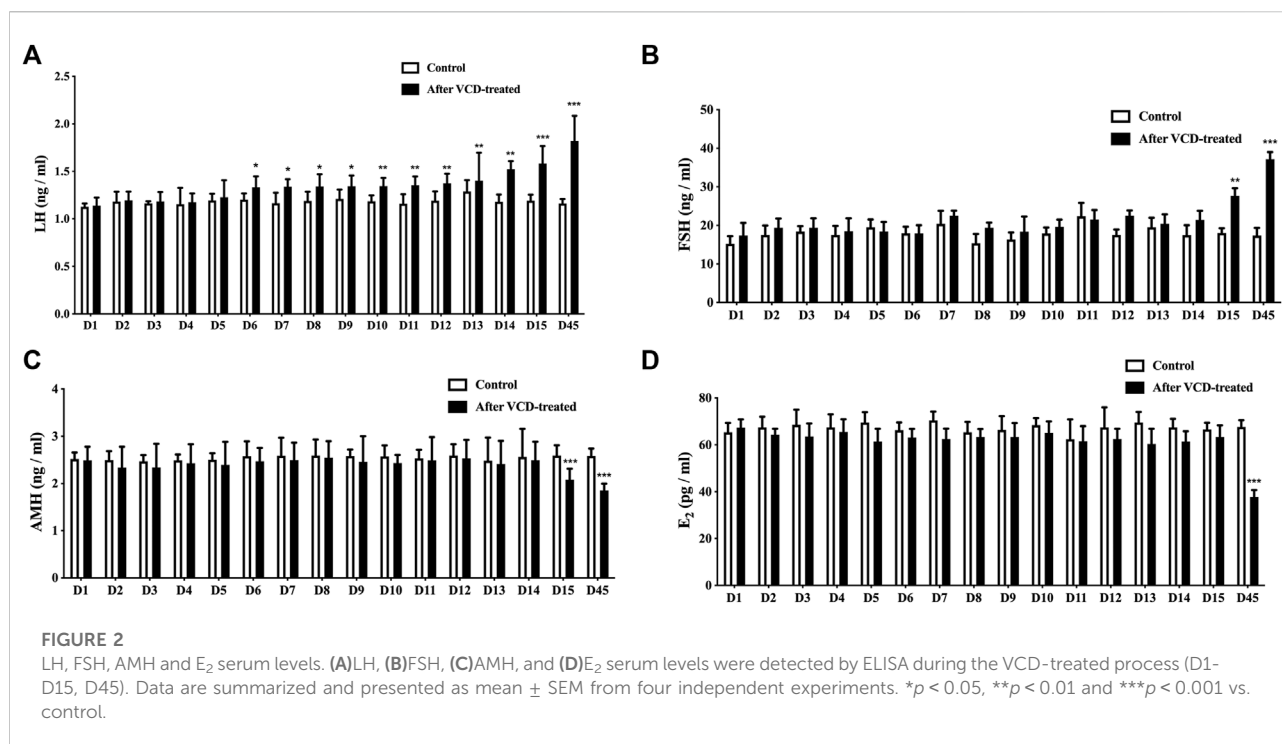 A
Control
After VCD-treated
LH (ng / ml)
2.5
2.0
1.5
1.0
0.5
0.0
* * * * ** ** ** ** ** *** ***
D1 D2 D3 D4 D5 D6 D7 D8 D9 D10 D11 D12 D13 D14 D15 D45
B
Control
After VCD-treated
FSH (ng / ml)
50
40
30
20
10
0
** ***
D1 D2 D3 D4 D5 D6 D7 D8 D9 D10 D11 D12 D13 D14 D15 D45
C
Control
After VCD-treated
AMH (ng / ml)
4
3
2
1
0
*** ***
D1 D2 D3 D4 D5 D6 D7 D8 D9 D10 D11 D12 D13 D14 D15 D45
D
Control
After VCD-treated
E₂ (pg / ml)
80
60
40
20
0
***
D1 D2 D3 D4 D5 D6 D7 D8 D9 D10 D11 D12 D13 D14 D15 D45
FIGURE 2
LH, FSH, AMH and E₂ serum levels. (A)LH, (B)FSH, (C)AMH, and (D)E₂ serum levels were detected by ELISA during the VCD-treated process (D1-
D15, D45). Data are summarized and presented as mean ± SEM from four independent experiments. *p < 0.05, **p < 0.01 and ***p < 0.001 vs.
control.